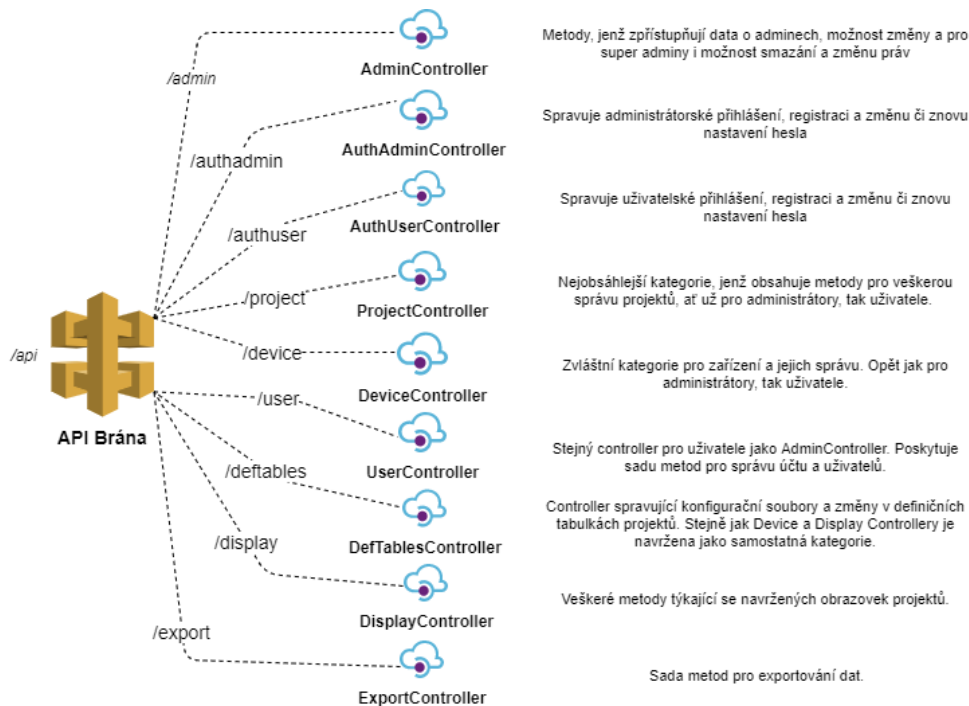 Metody, jenž zpřístupňují data o adminech, možnost změny a pro
super adminy i možnost smazání a změnu práv
AdminController
/admin
Spravuje administrátorské přihlášení, registraci a změnu či znovu
nastavení hesla
AuthAdminController
/authadmin
Spravuje uživatelské přihlášení, registraci a změnu či znovu
nastavení hesla
AuthUserController
/authuser
Nejobsáhlejší kategorie, jenž obsahuje metody pro veškerou
správu projektů, ať už pro administrátory, tak uživatele.
/project
ProjectController
/api
/device
Zvláštní kategorie pro zařízení a jejich správu. Opět jak pro
administrátory, tak uživatele.
DeviceController
/user
API Brána
Stejný controller pro uživatele jako AdminController. Poskytuje
sadu metod pro správu účtu a uživatelů.
UserController
/deftables
Controller spravující konfigurační soubory a změny v definičních
tabulkách projektů. Stejně jak Device a Display Controllery je
navržena jako samostatná kategorie.
DefTablesController
/display
Veškeré metody týkající se navržených obrazovek projektů.
DisplayController
/export
Sada metod pro exportování dat.
ExportController